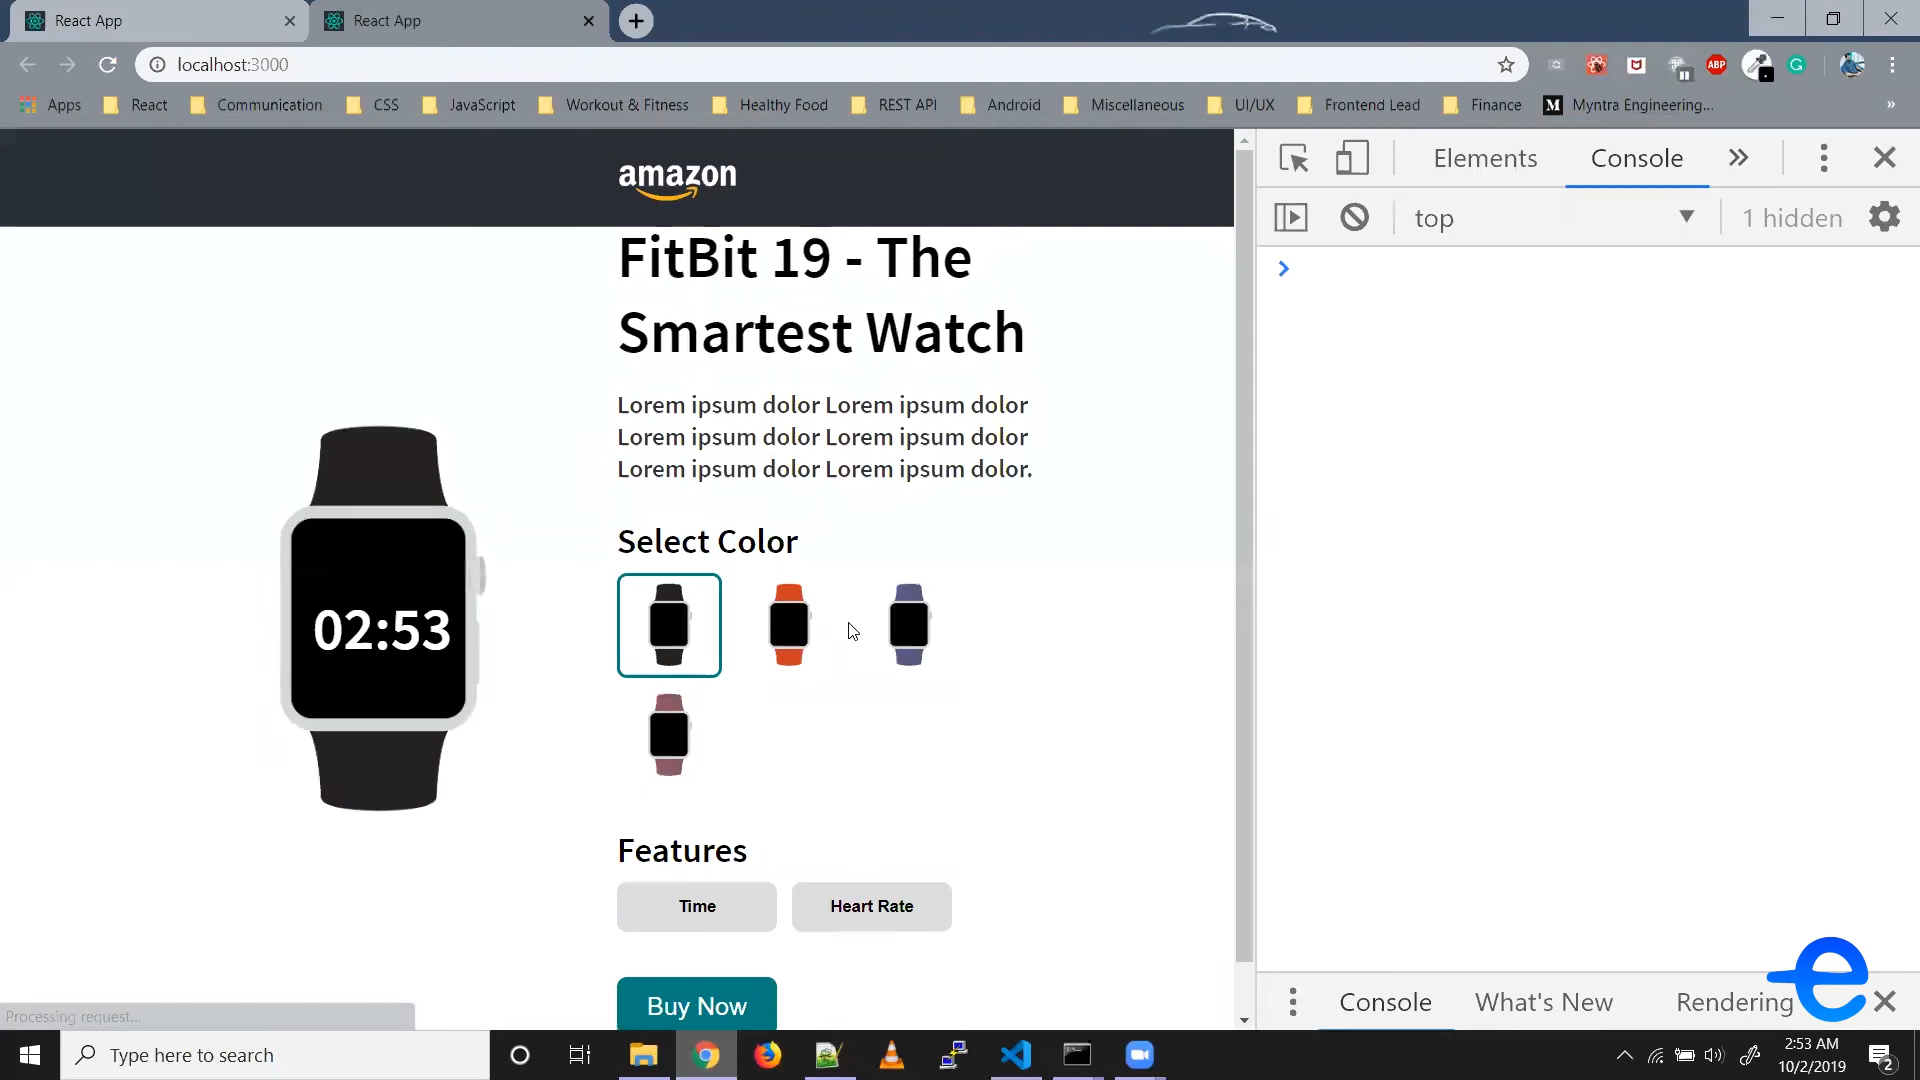 React App
React App
localhost:3000
ABP
G
Apps
React
Communication
CSS
JavaScript
Workout & Fitness
Healthy Food
REST API
Android
Miscellaneous
UI/UX
Frontend Lead
Finance
M
Myntra Engineering...
»
amazon
Elements
Console
top
1 hidden
FitBit 19 - The
Smartest Watch
Lorem ipsum dolor Lorem ipsum dolor
Lorem ipsum dolor Lorem ipsum dolor
Lorem ipsum dolor Lorem ipsum dolor.
02:53
Select Color
Features
Time
Heart Rate
Buy Now
Processing request...
Console
What's New
Rendering
e
Type here to search
2:53 AM
10/2/2019
2